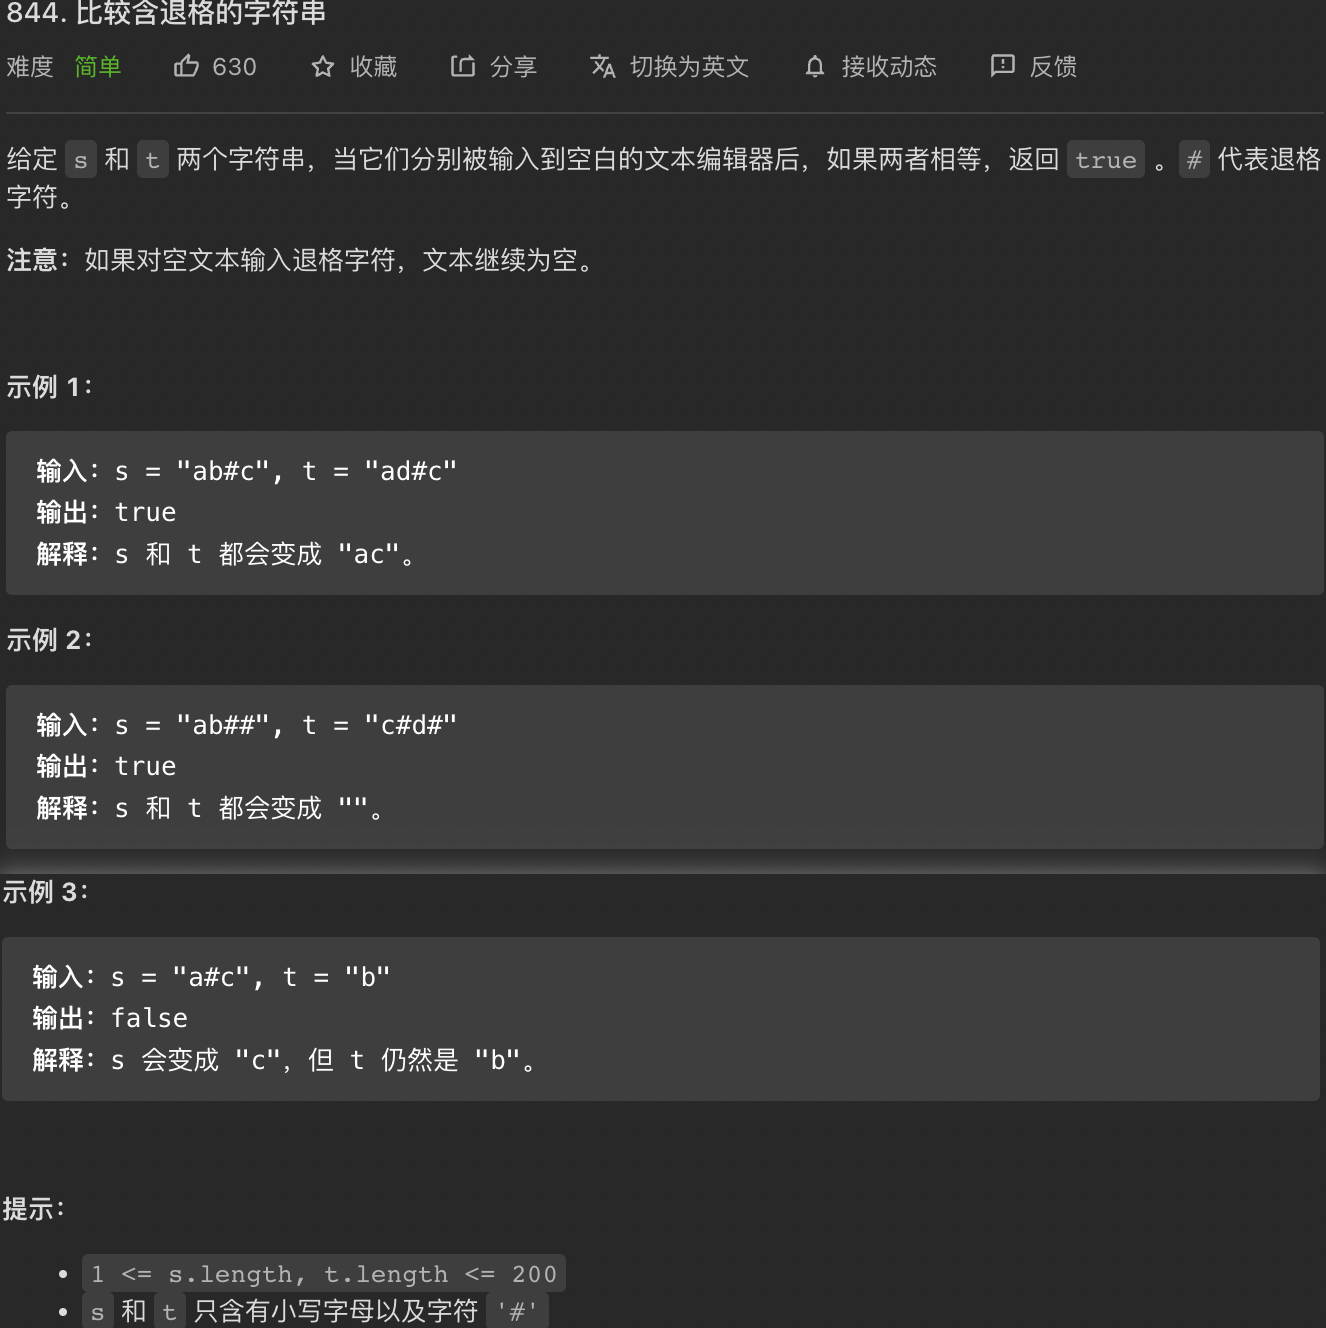 844. 比较含退格的字符串
难度 简单 630 收藏 分享 切换为英文 接收动态 反馈
给定 s 和 t 两个字符串，当它们分别被输入到空白的文本编辑器后，如果两者相等，返回 true 。# 代表退格
字符。
注意：如果对空文本输入退格字符，文本继续为空。
示例 1：
输入：s = "ab#c", t = "ad#c"
输出：true
解释：s 和 t 都会变成 "ac"。
示例 2：
输入：s = "ab##", t = "c#d#"
输出：true
解释：s 和 t 都会变成 ""。
示例 3：
输入：s = "a#c", t = "b"
输出：false
解释：s 会变成 "c"，但 t 仍然是 "b"。
提示：
• 1 <= s.length, t.length <= 200
• s 和 t 只含有小写字母以及字符 '#'